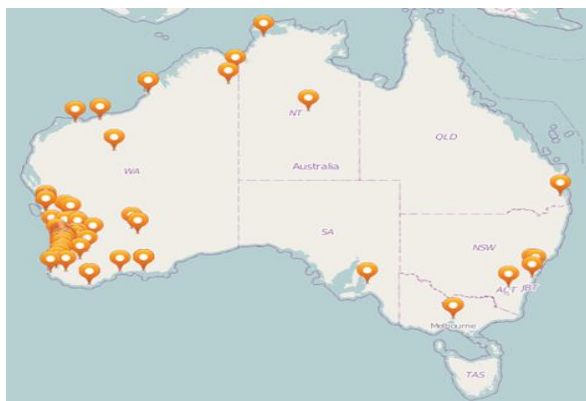 NT
QLD
WA
Australia
SA
NSW
ACT
JBT
Melbourne
TAS